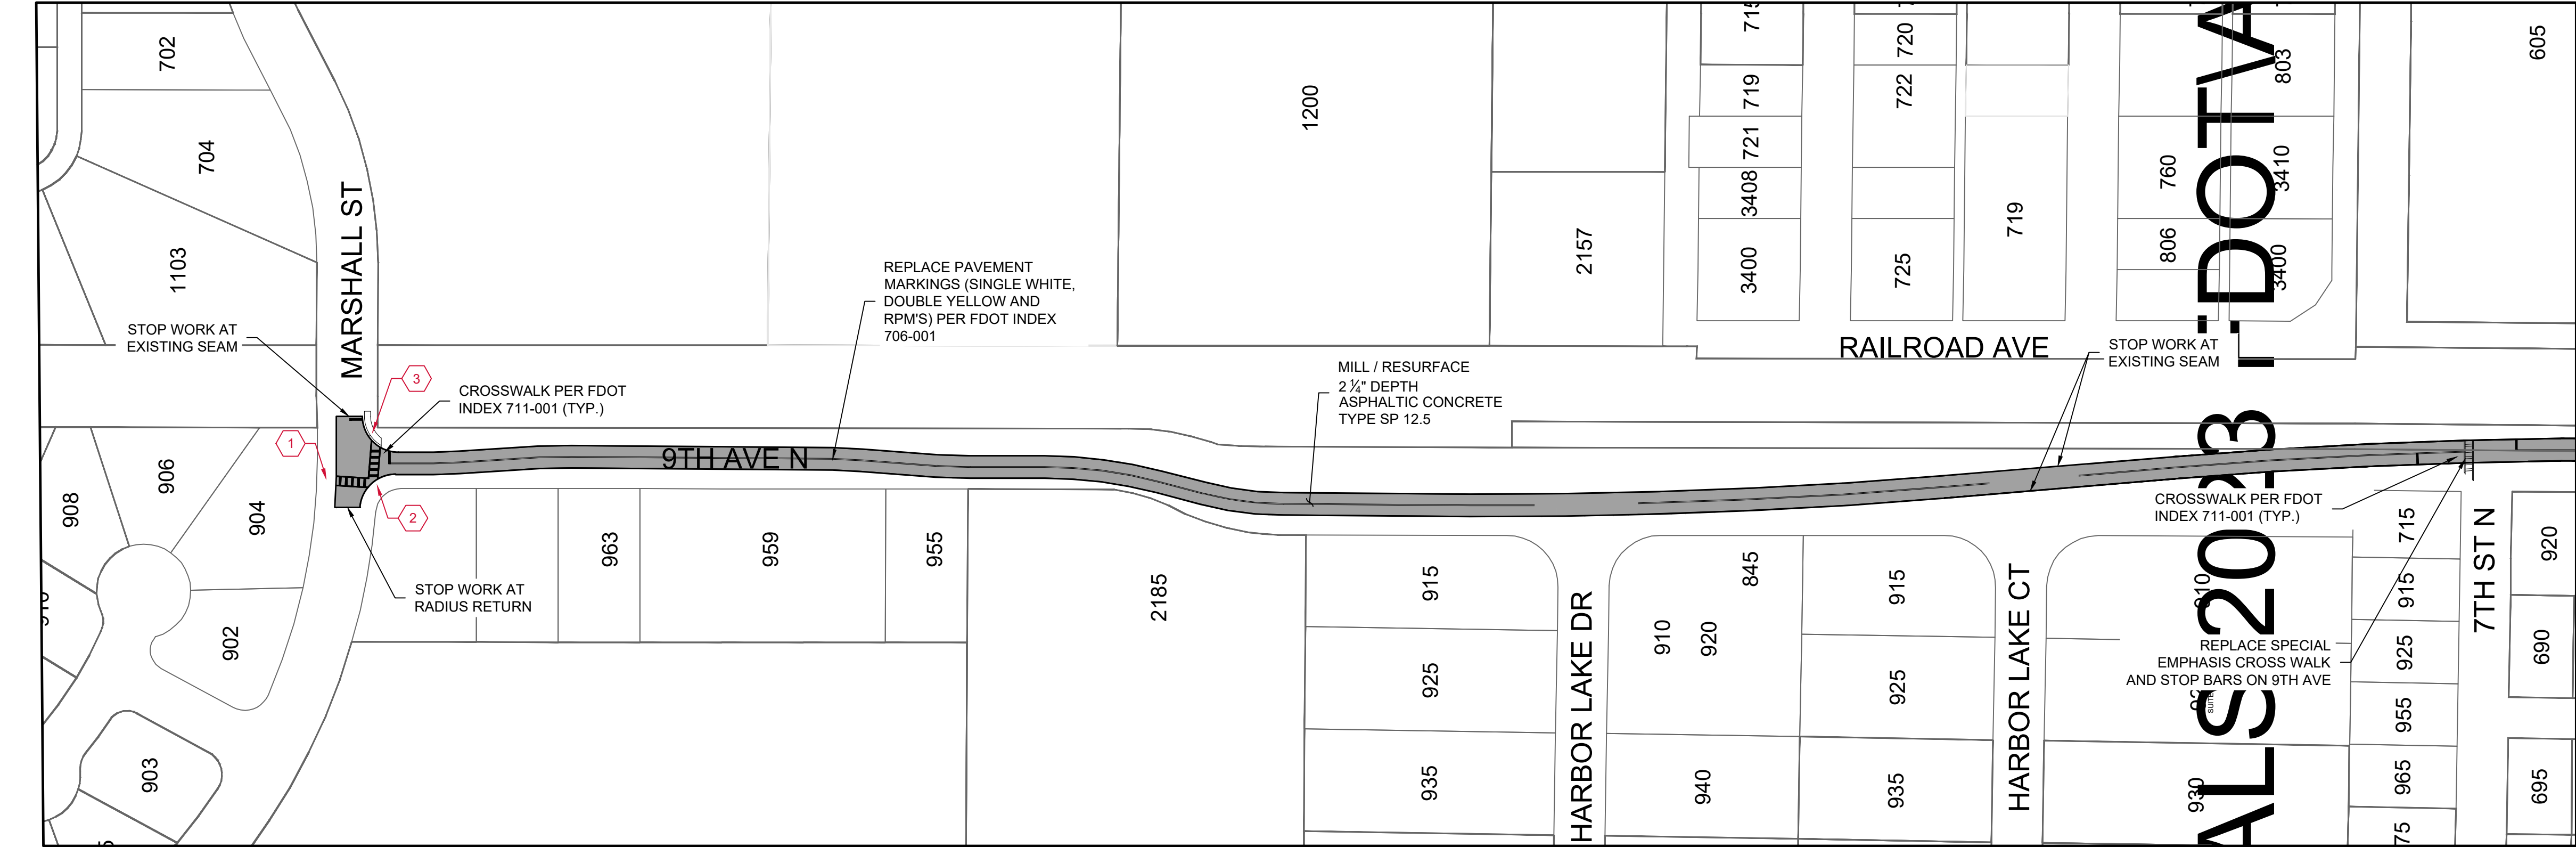 702
704
1103
MARSHALL ST
1200
2157
719
721
3408
3400
720
722
725
719
760
806
803
3410
3400
605
REPLACE PAVEMENT
MARKINGS (SINGLE WHITE,
DOUBLE YELLOW AND
RPM'S) PER FDOT INDEX
706-001
STOP WORK AT
EXISTING SEAM
3
CROSSWALK PER FDOT
INDEX 711-001 (TYP.)
1
2
MILL / RESURFACE
2 ¼" DEPTH
ASPHALTIC CONCRETE
TYPE SP 12.5
RAILROAD AVE
STOP WORK AT
EXISTING SEAM
9TH AVE N
CROSSWALK PER FDOT
INDEX 711-001 (TYP.)
908
906
904
902
903
STOP WORK AT
RADIUS RETURN
963
959
955
2185
915
925
935
HARBOR LAKE DR
845
910
920
940
915
925
935
HARBOR LAKE CT
910
930
REPLACE SPECIAL
EMPHASIS CROSS WALK
AND STOP BARS ON 9TH AVE
SUITE
715
915
925
955
965
7TH ST N
920
690
695